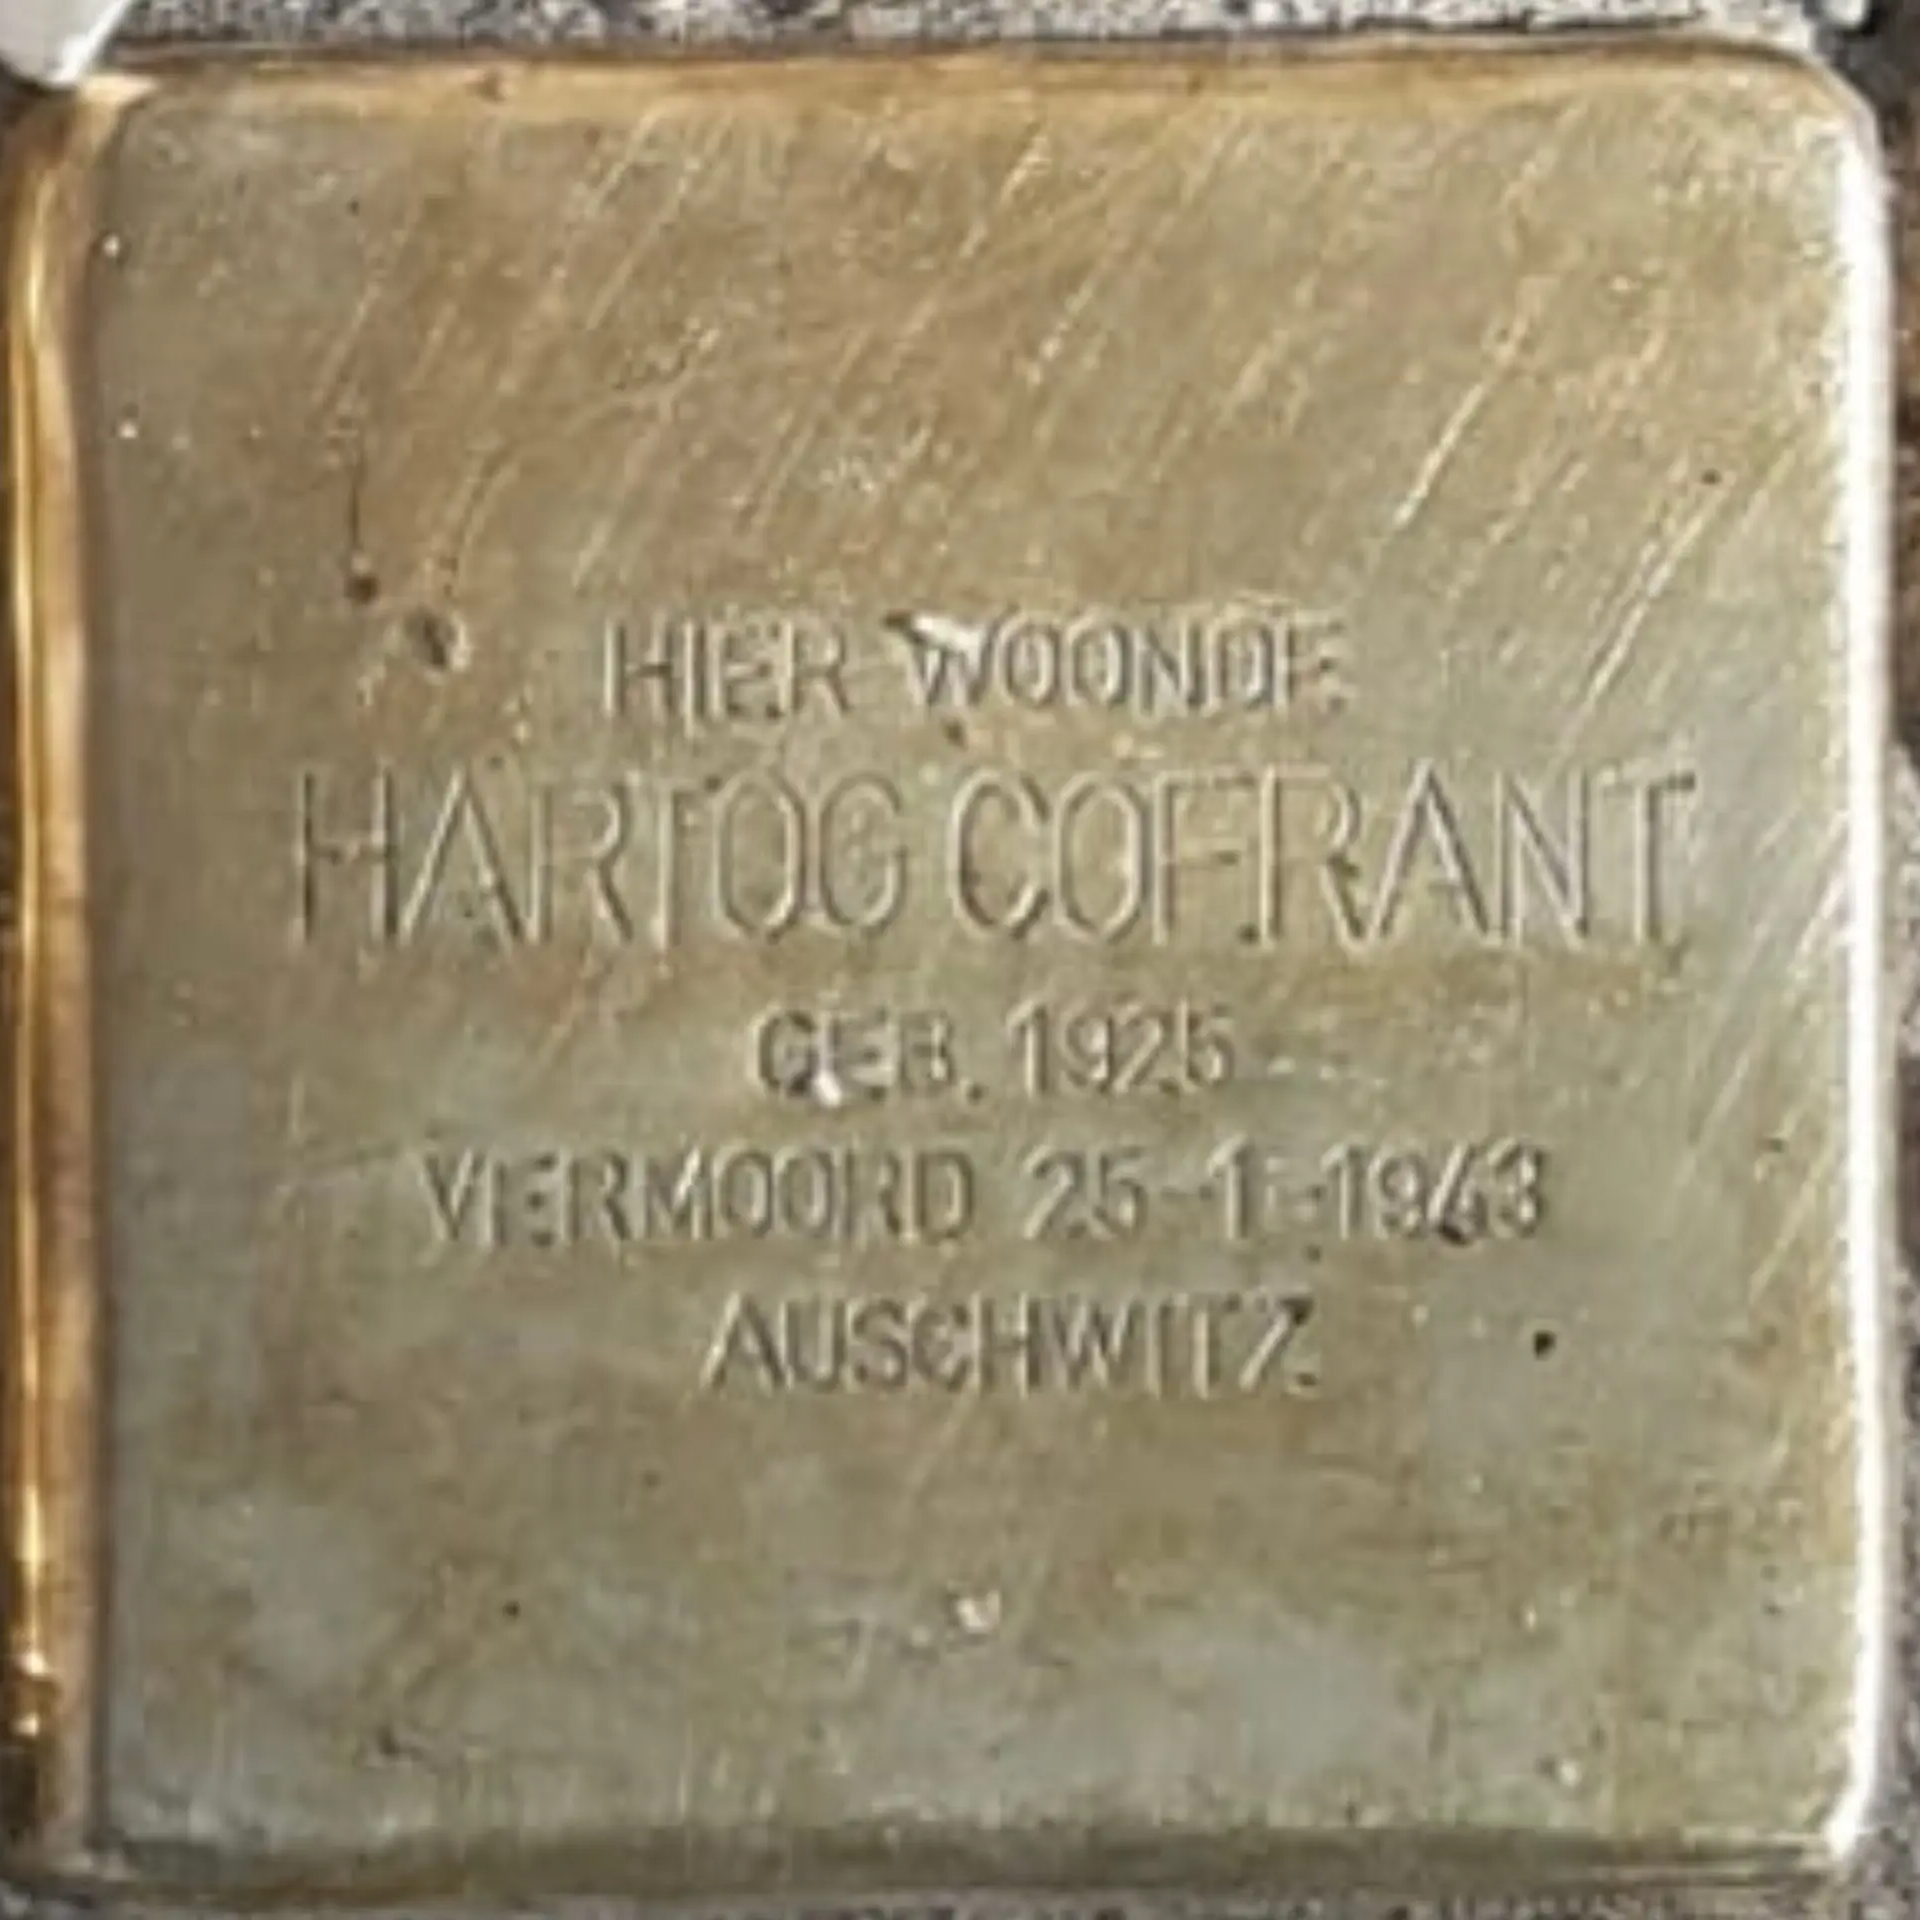 HIER WOONDE
HARTOG COFRANT
GEB. 1925
VERMOORD 25-1-1943
AUSCHWITZ